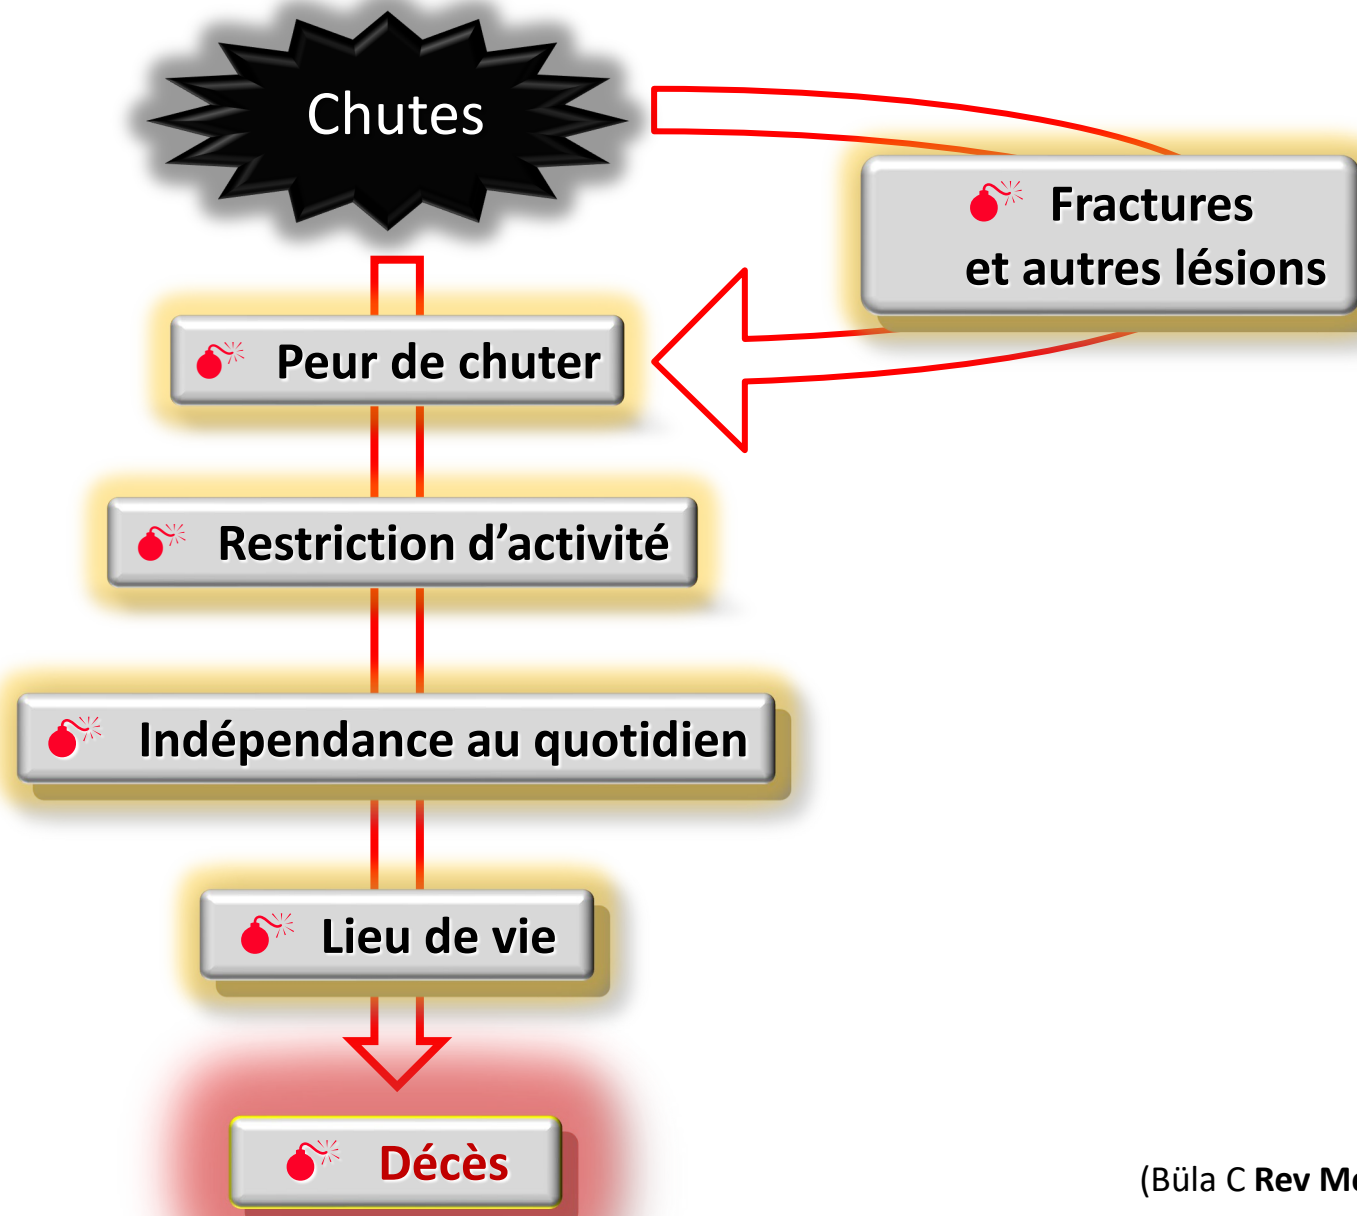 Chutes
Fractures
et autres lésions
Peur de chuter
Restriction d’activité
Indépendance au quotidien
Lieu de vie
Décès
(Büla C Rev